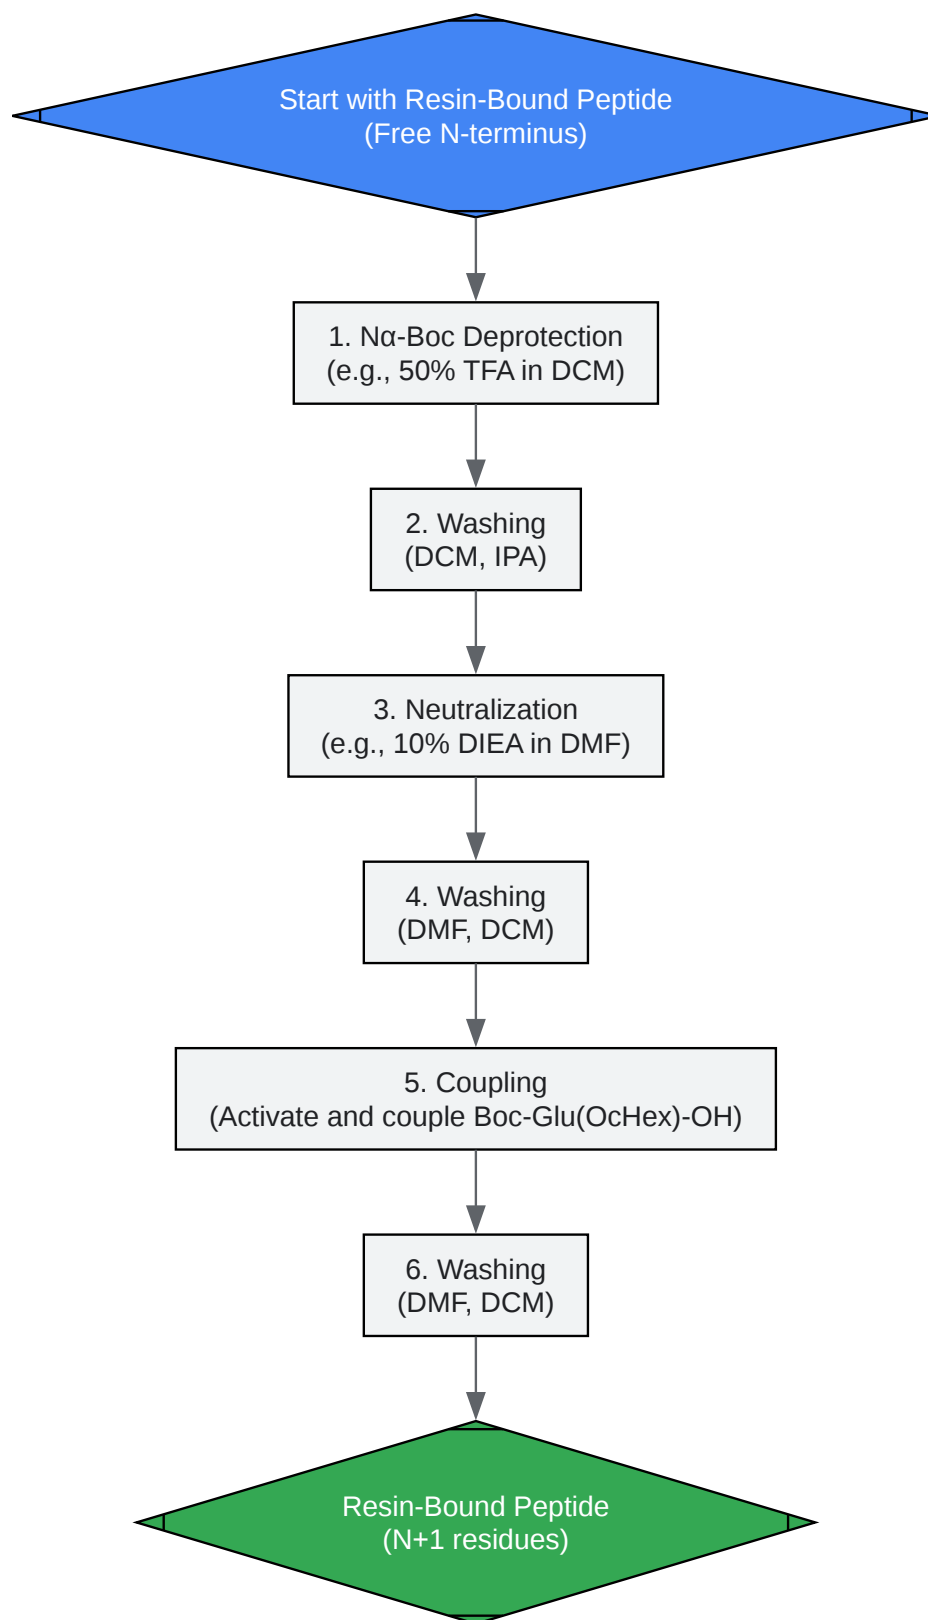 Start with Resin-Bound Peptide
(Free N-terminus)
1. Nα-Boc Deprotection
(e.g., 50% TFA in DCM)
2. Washing
(DCM, IPA)
3. Neutralization
(e.g., 10% DIEA in DMF)
4. Washing
(DMF, DCM)
5. Coupling
(Activate and couple Boc-Glu(OcHex)-OH)
6. Washing
(DMF, DCM)
Resin-Bound Peptide
(N+1 residues)